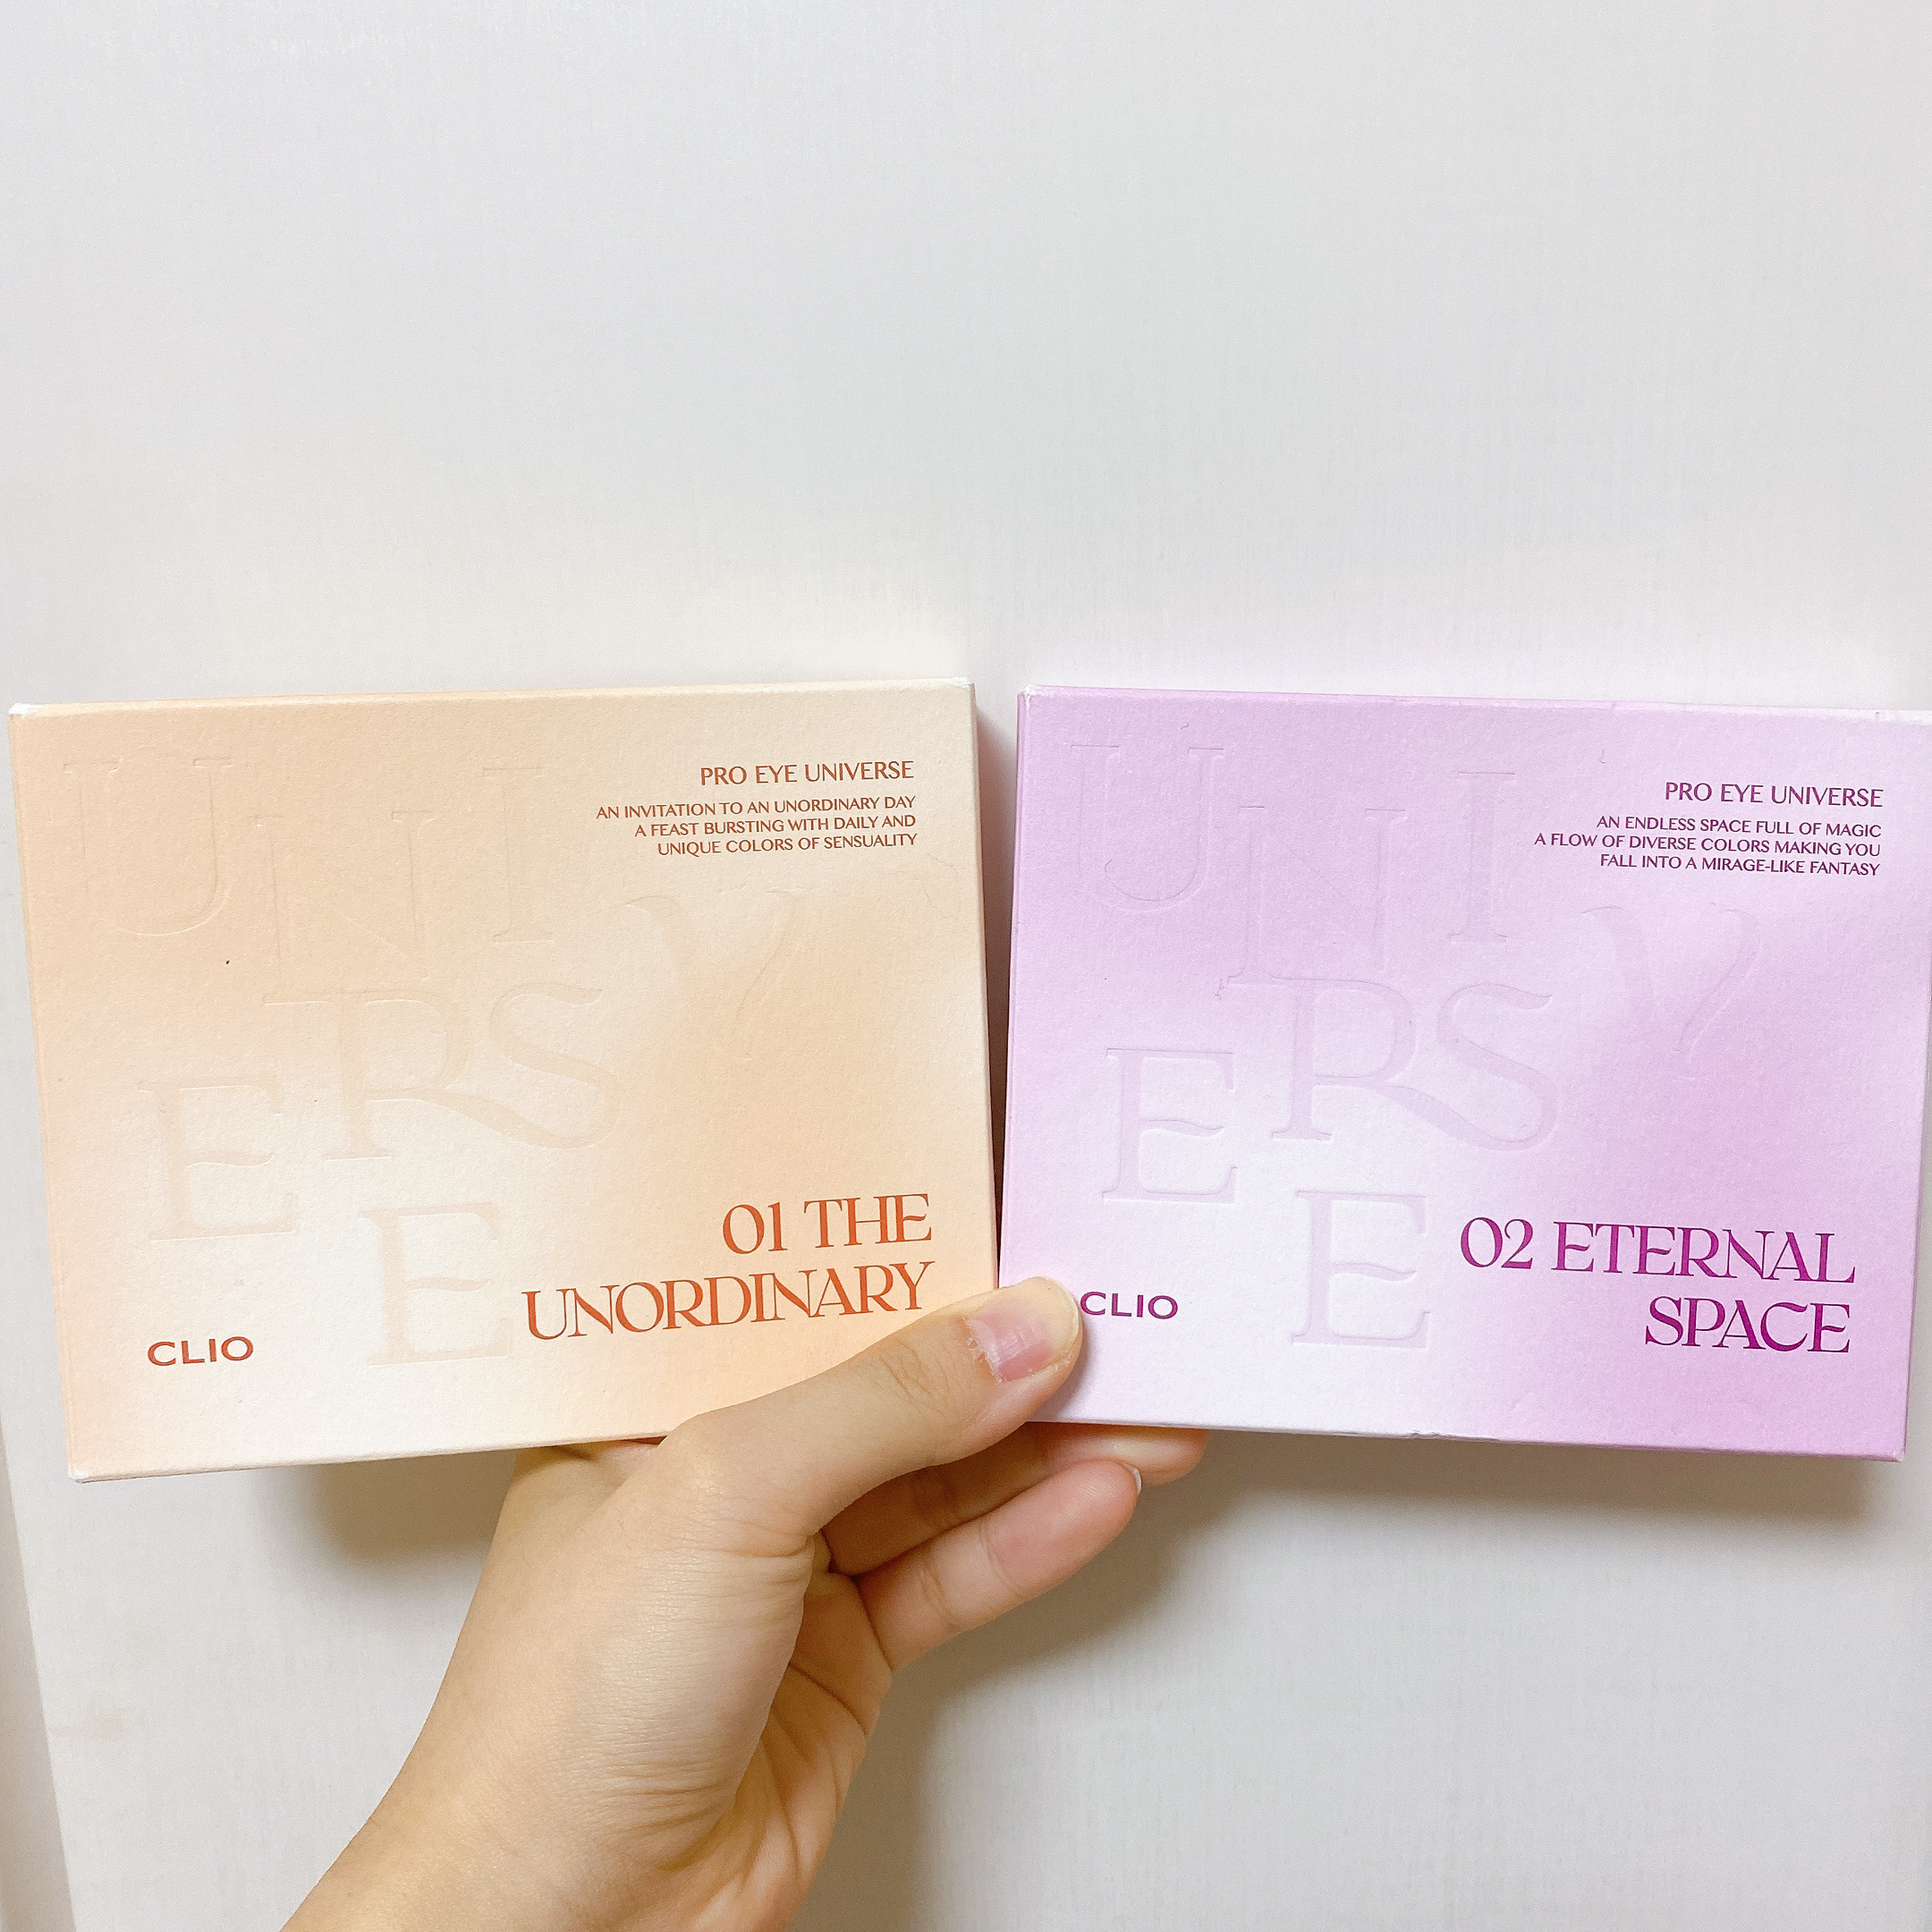 PRO EYE UNIVERSE
AN INVITATION TO AN UNORDINARY DAY
A FEAST BURSTING WITH DAILY AND
UNIQUE COLORS OF SENSUALITY
U N I V
E R S
E
01 THE
UNORDINARY
CLIO
PRO EYE UNIVERSE
AN ENDLESS SPACE FULL OF MAGIC
A FLOW OF DIVERSE COLORS MAKING YOU
FALL INTO A MIRAGE-LIKE FANTASY
U N I V
E R S
E
02 ETERNAL
SPACE
CLIO